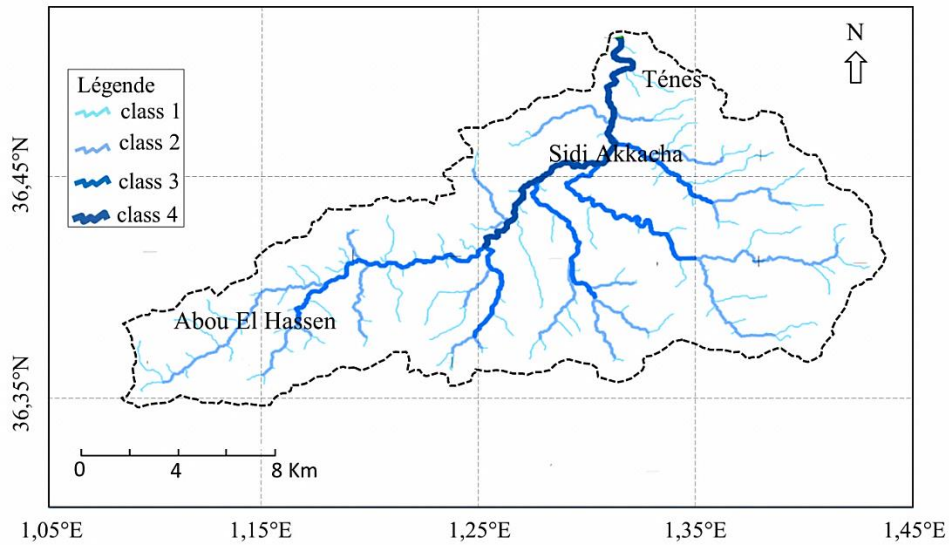 N
Ténes
Légende
class 1
class 2
class 3
class 4
Sidi Akkacha
Abou El Hassen
36,45°N
36,35°N
0 4 8 Km
1,05°E 1,15°E 1,25°E 1,35°E 1,45°E